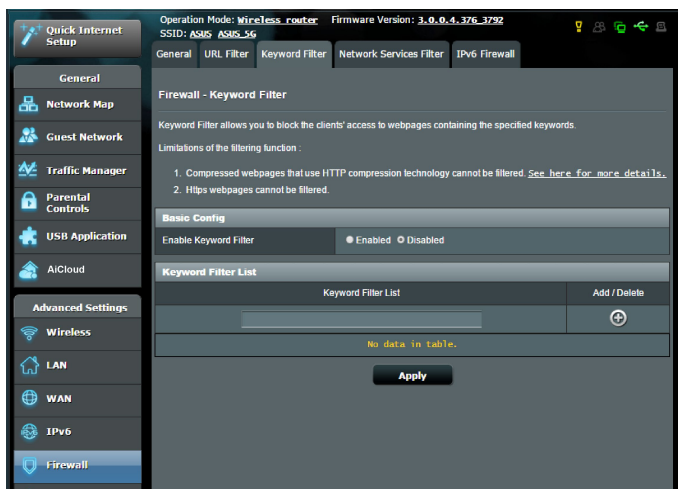 Quick Internet
Setup
Operation Mode: Wireless router Firmware Version: 3.0.0.4.376_3792
SSID: ASUS ASUS_5G
General URL Filter Keyword Filter Network Services Filter IPv6 Firewall
General
Network Map
Guest Network
Traffic Manager
Parental
Controls
USB Application
AiCloud
Advanced Settings
Wireless
LAN
WAN
IPv6
Firewall
Firewall - Keyword Filter
Keyword Filter allows you to block the clients' access to webpages containing the specified keywords.
Limitations of the filtering function :
1. Compressed webpages that use HTTP compression technology cannot be filtered. See here for more details.
2. Https webpages cannot be filtered.
Basic Config
Enable Keyword Filter Enabled Disabled
Keyword Filter List
Keyword Filter List Add / Delete
No data in table.
Apply